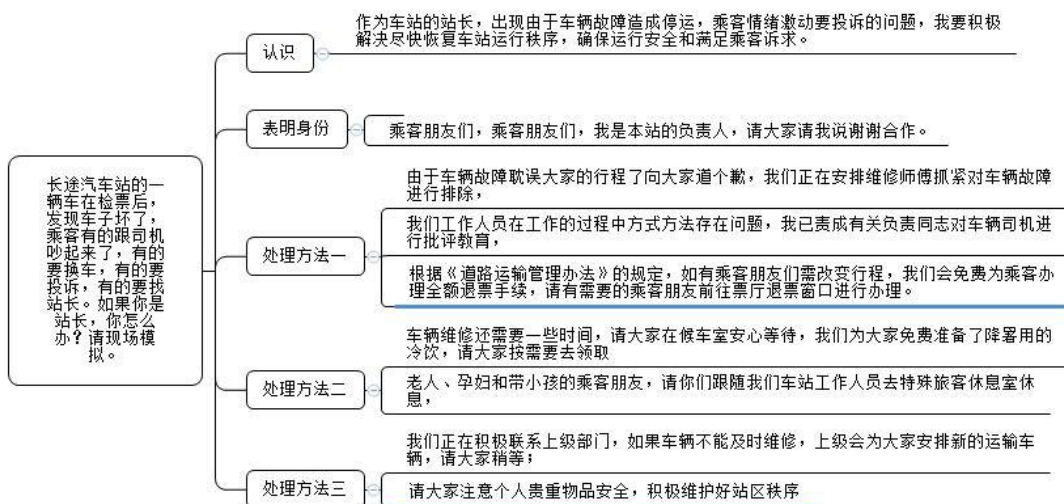 长途汽车站的一
辆车在检票后，
发现车子坏了，
乘客有的跟司机
吵起来了，有的
要换车，有的要
投诉，有的要找
站长。如果你是
站长，你怎么
办？请现场模
拟。
认识
作为车站的站长，出现由于车辆故障造成停运，乘客情绪激动要投诉的问题，我要积极
解决尽快恢复车站运行秩序，确保运行安全和满足乘客诉求。
表明身份
乘客朋友们，乘客朋友们，我是本站的负责人，请大家请我说谢谢合作。
处理方法一
由于车辆故障耽误大家的行程了向大家道个歉，我们正在安排维修师傅抓紧对车辆故障
进行排除，
我们工作人员在工作的过程中方式方法存在问题，我已责成有关负责同志对车辆司机进
行批评教育，
根据《道路运输管理办法》的规定，如有乘客朋友们需改变行程，我们会免费为乘客办
理全额退票手续，请有需要的乘客朋友前往票厅退票窗口进行办理。
处理方法二
车辆维修还需要一些时间，请大家在候车室安心等待，我们为大家免费准备了降署用的
冷饮，请大家按需要去领取
老人、孕妇和带小孩的乘客朋友，请你们跟随我们车站工作人员去特殊旅客休息室休
息，
处理方法三
我们正在积极联系上级部门，如果车辆不能及时维修，上级会为大家安排新的运输车
辆，请大家稍等；
请大家注意个人贵重物品安全，积极维护好站区秩序